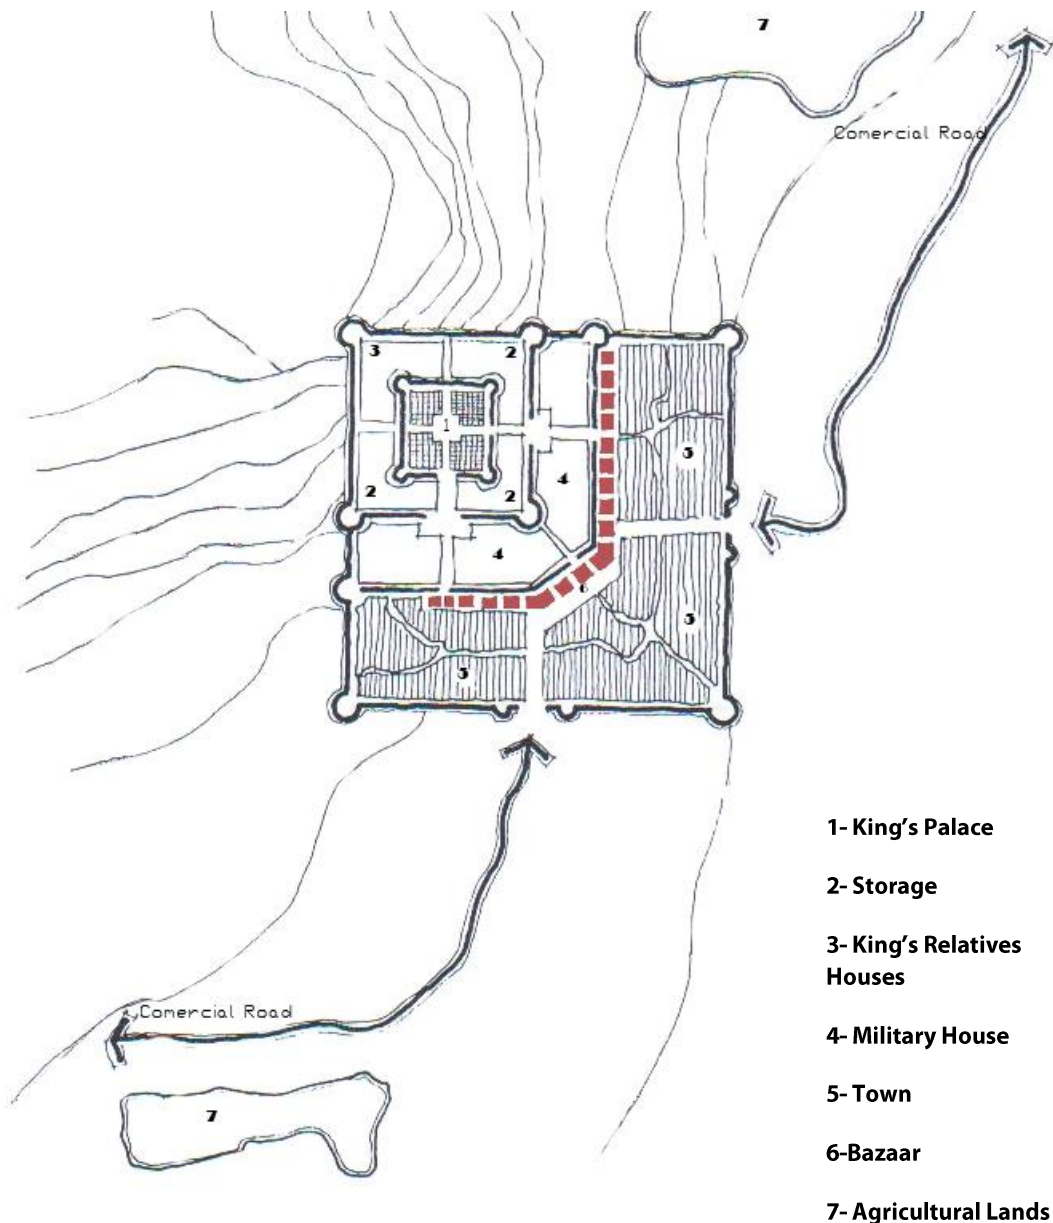 7
Comercial Road
3
2
1
5
2
2
4
4
6
5
5
Comercial Road
7
1- King’s Palace
2- Storage
3- King’s Relatives
Houses
4- Military House
5- Town
6-Bazaar
7- Agricultural Lands